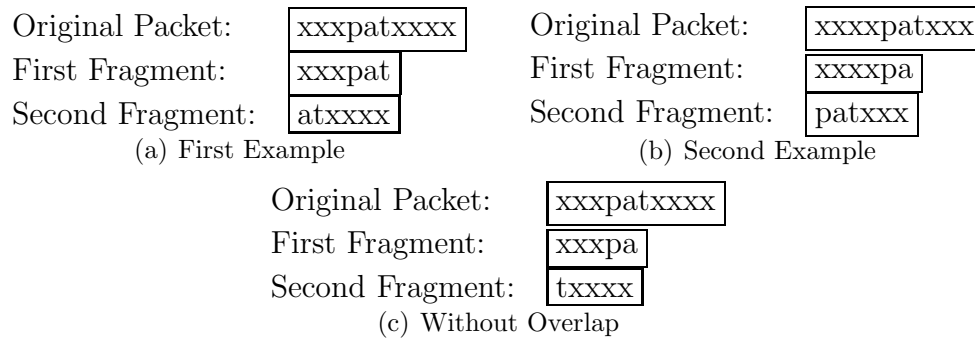 Original Packet: xxxpatxxxx
First Fragment: xxxpat
Second Fragment: atxxxx
(a) First Example
Original Packet: xxxxpatxxx
First Fragment: xxxxpa
Second Fragment: patxxx
(b) Second Example
Original Packet: xxxpatxxxx
First Fragment: xxxpa
Second Fragment: txxxx
(c) Without Overlap